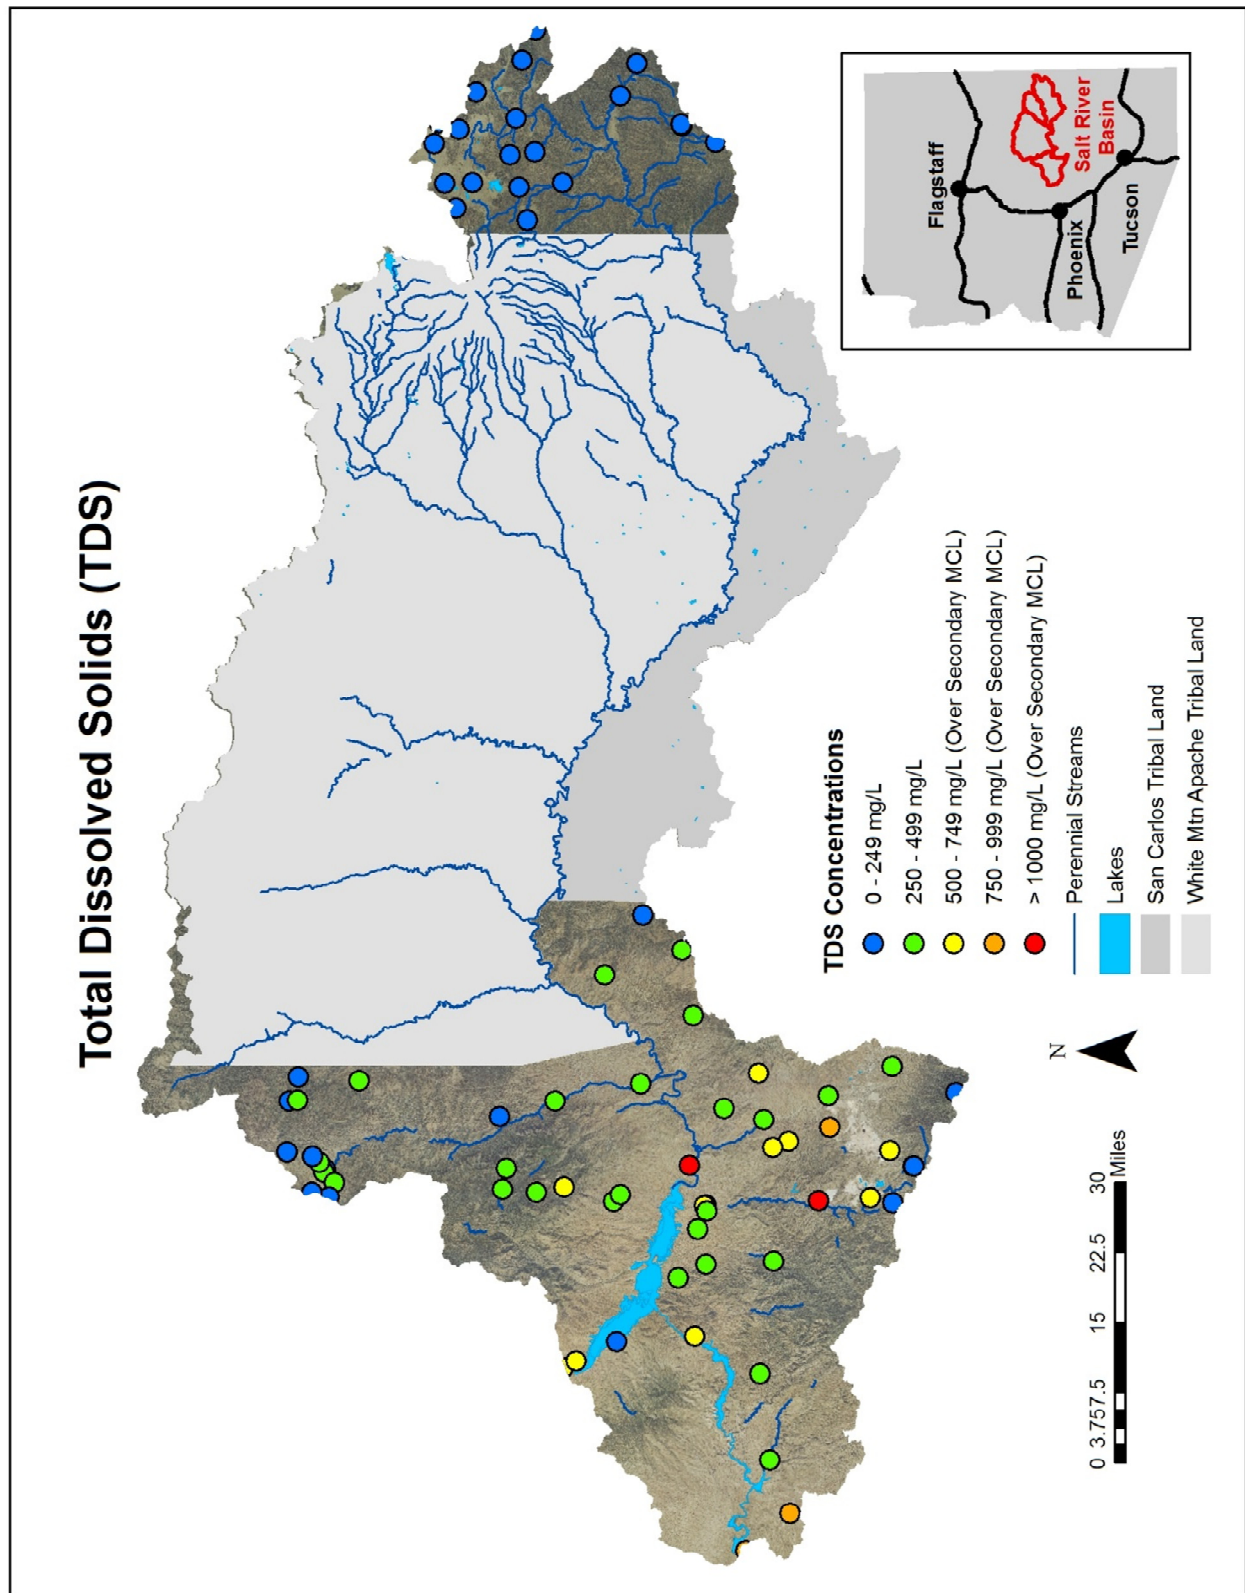 Total Dissolved Solids (TDS)
Flagstaff
Phoenix
Tucson
Salt River
Basin
TDS Concentrations
0 - 249 mg/L
250 - 499 mg/L
500 - 749 mg/L (Over Secondary MCL)
750 - 999 mg/L (Over Secondary MCL)
> 1000 mg/L (Over Secondary MCL)
Perennial Streams
Lakes
San Carlos Tribal Land
White Mtn Apache Tribal Land
N
0 3.75 7.5 15 22.5 30
Miles